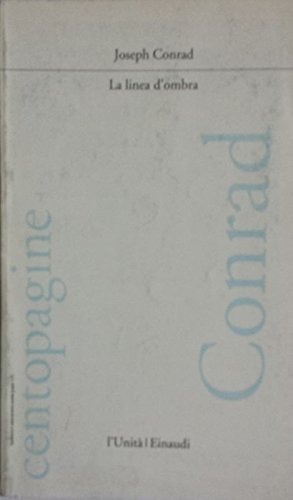 Joseph Conrad
La linea d'ombra
centopagine
Conrad
l'Unità | Einaudi